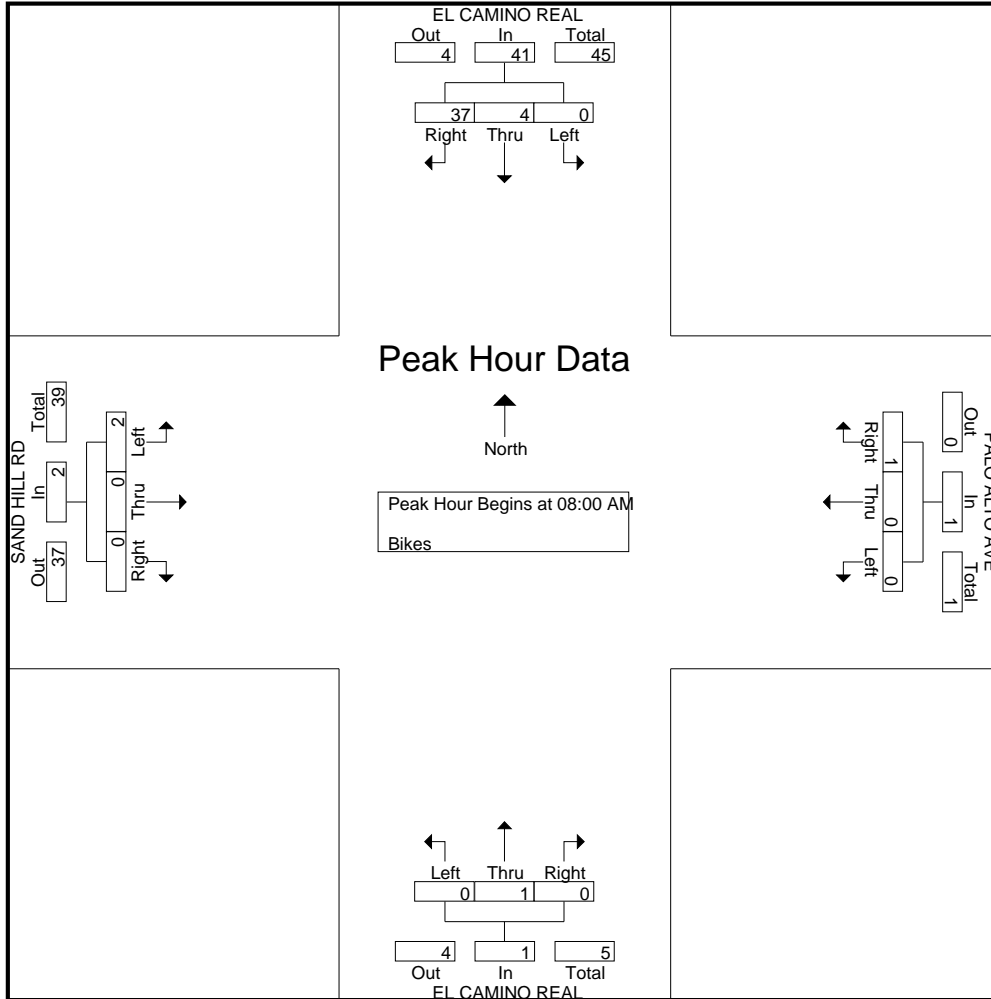 EL CAMINO REAL
Out In Total
4 41 45
37 4 0
Right Thru Left
Peak Hour Data
North
Peak Hour Begins at 08:00 AM
Bikes
SAND HILL RD
Total In Out
39 2 37
2 0 0
Left Thru Right
PALO ALTO AVE
Out In Total
0 1 1
1 0 0
Right Thru Left
Left Thru Right
0 1 0
4 1 5
Out In Total
EL CAMINO REAL